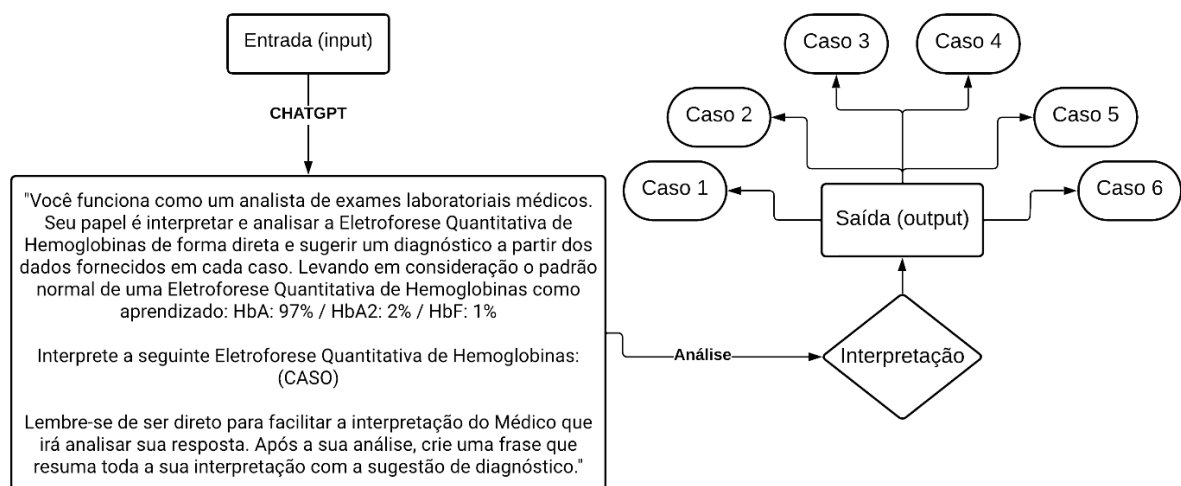 Entrada (input)
CHATGPT
"Você funciona como um analista de exames laboratoriais médicos.
Seu papel é interpretar e analisar a Eletroforese Quantitativa de
Hemoglobinas de forma direta e sugerir um diagnóstico a partir dos
dados fornecidos em cada caso. Levando em consideração o padrão
normal de uma Eletroforese Quantitativa de Hemoglobinas como
aprendizado: HbA: 97% / HbA2: 2% / HbF: 1%
Interprete a seguinte Eletroforese Quantitativa de Hemoglobinas:
(CASO)
Lembre-se de ser direto para facilitar a interpretação do Médico que
irá analisar sua resposta. Após a sua análise, crie uma frase que
resuma toda a sua interpretação com a sugestão de diagnóstico."
Análise
Interpretação
Saída (output)
Caso 1
Caso 2
Caso 3
Caso 4
Caso 5
Caso 6